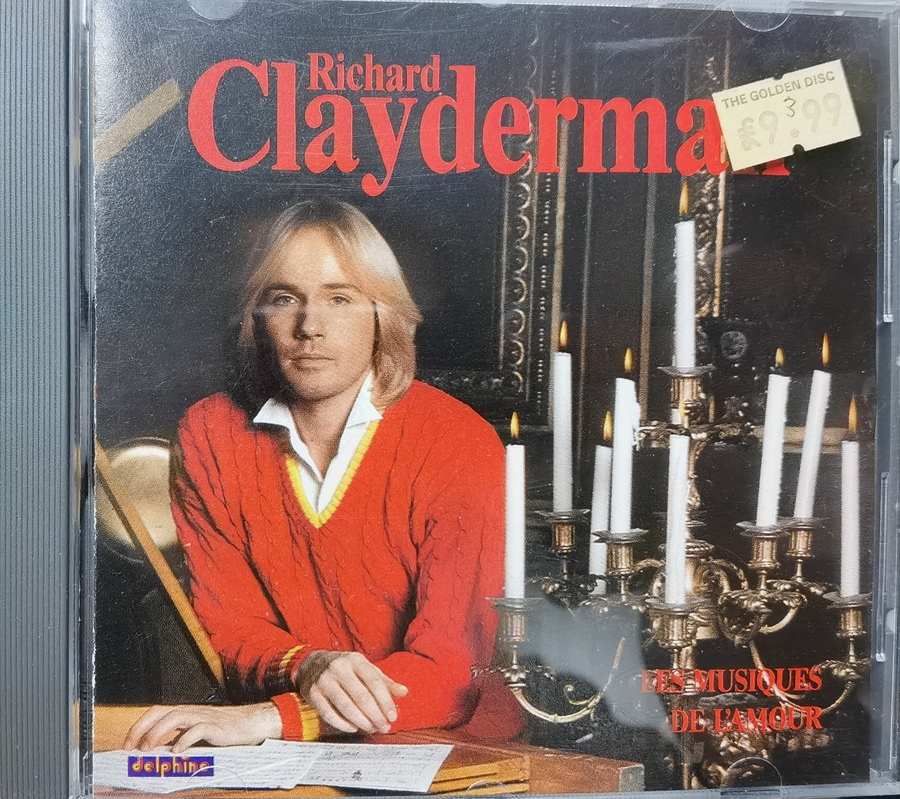 Richard
Clayderman
THE GOLDEN DISC
3
£9.99
LES MUSIQUES
DE L'AMOUR
delphine